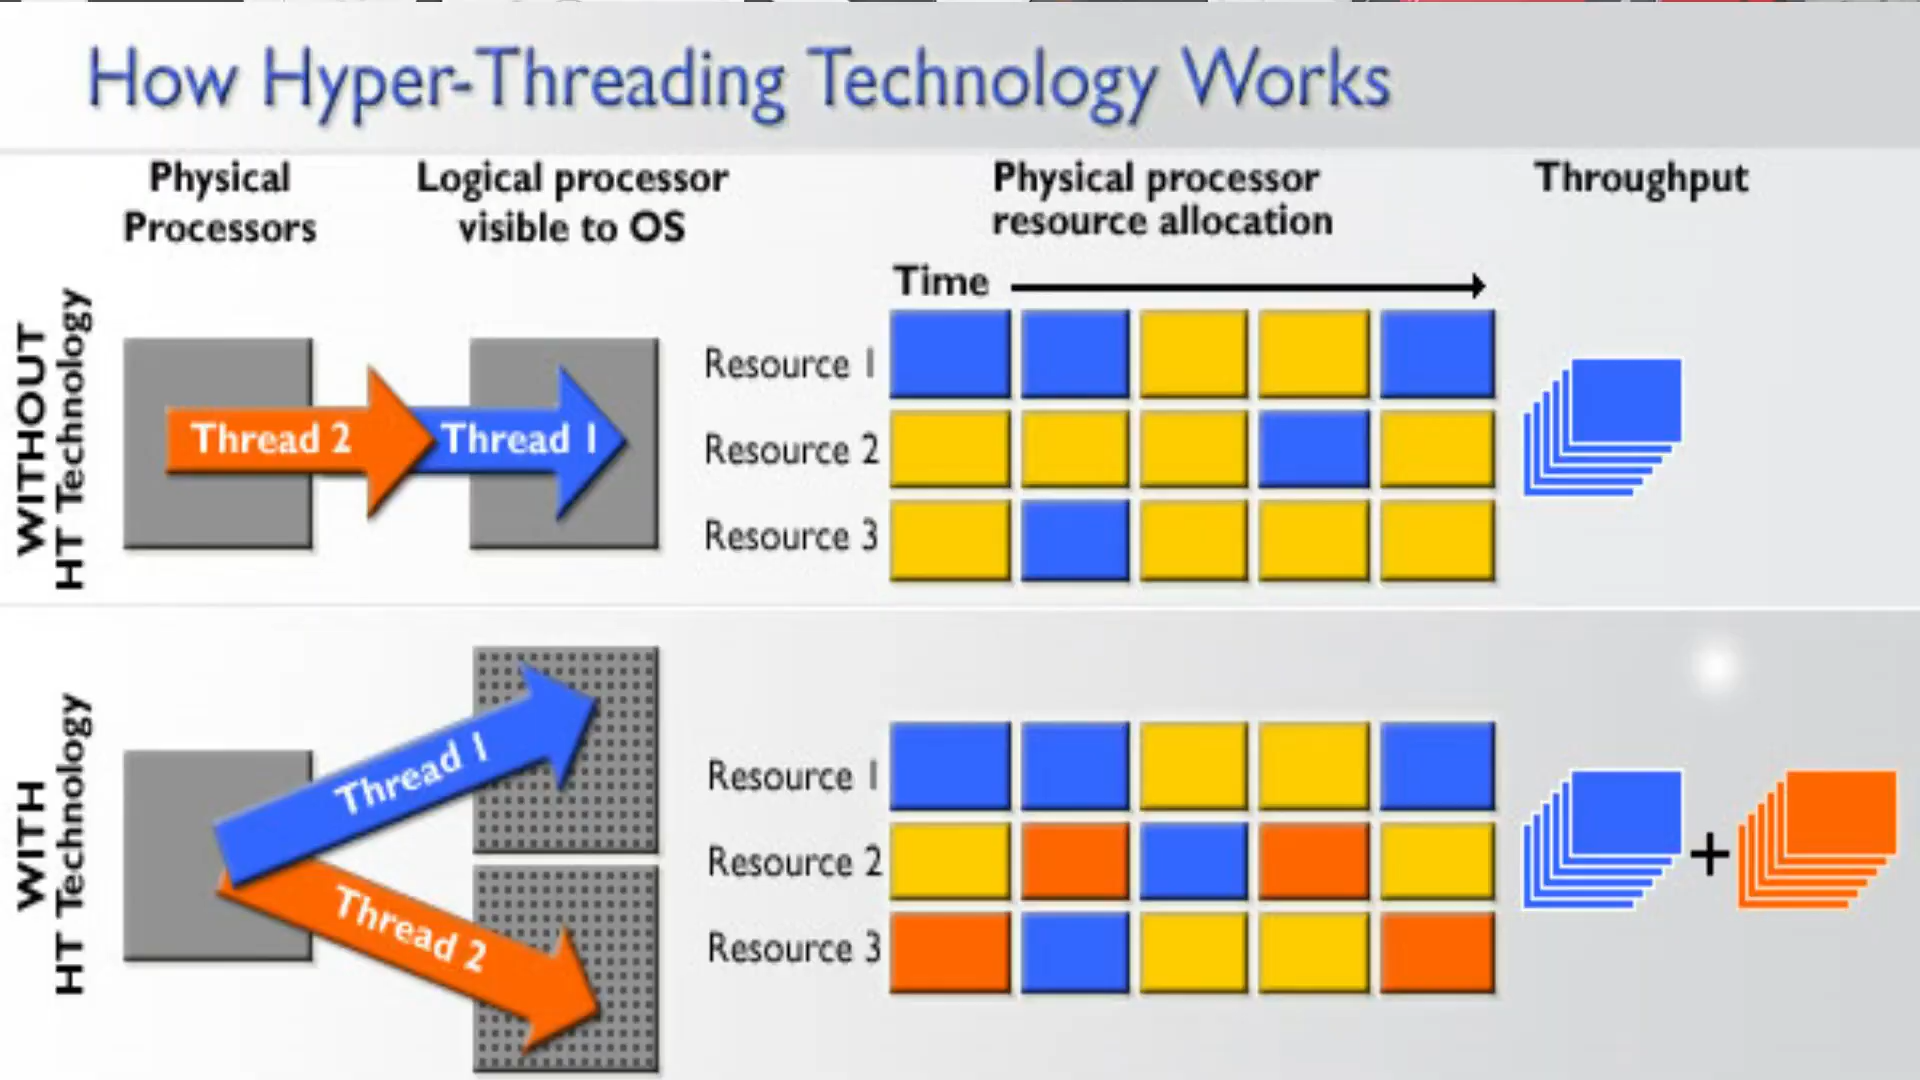 How Hyper-Threading Technology Works
Physical
Processors
Logical processor
visible to OS
Physical processor
resource allocation
Throughput
Time
WITHOUT
HT Technology
Thread 2
Thread 1
Resource 1
Resource 2
Resource 3
WITH
HT Technology
Thread 1
Thread 2
Resource 1
Resource 2
Resource 3
+